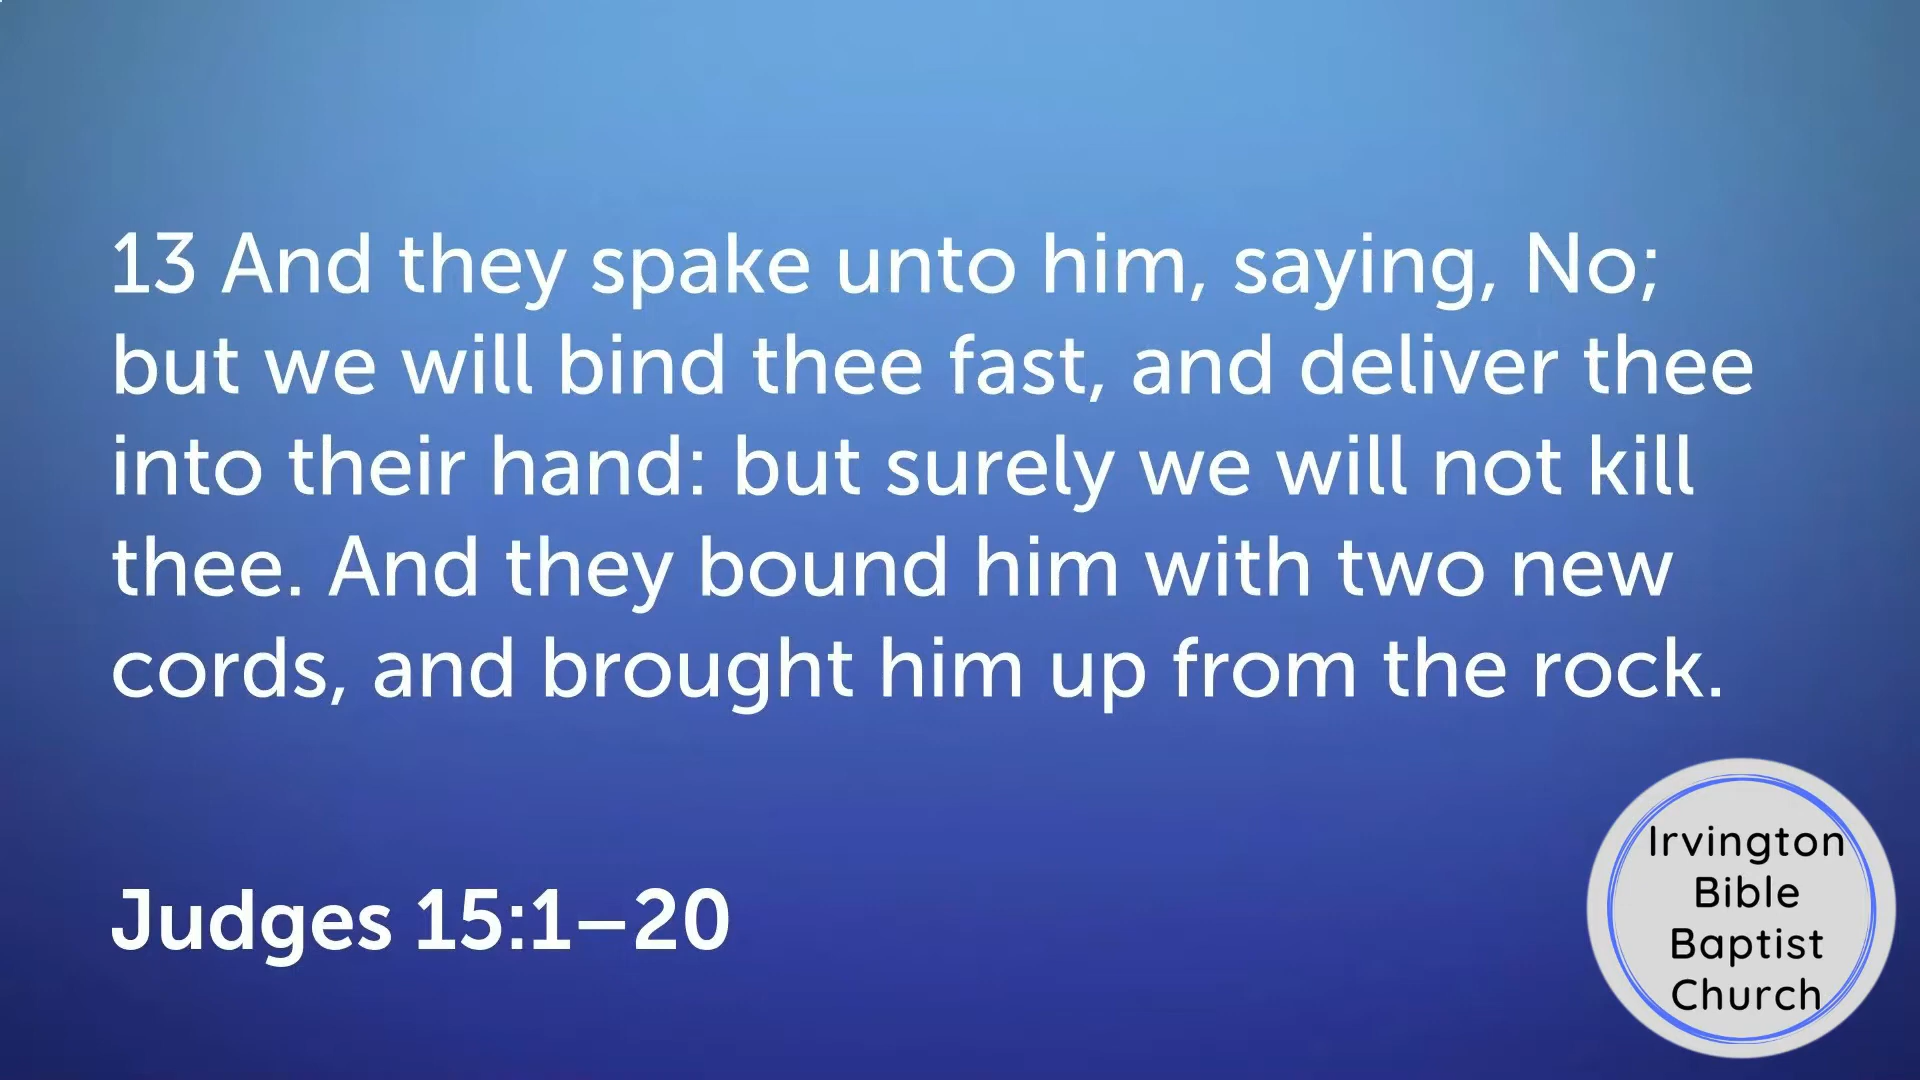 13 And they spake unto him, saying, No;
but we will bind thee fast, and deliver thee
into their hand: but surely we will not kill
thee. And they bound him with two new
cords, and brought him up from the rock.
Judges 15:1–20
Irvington
Bible
Baptist
Church